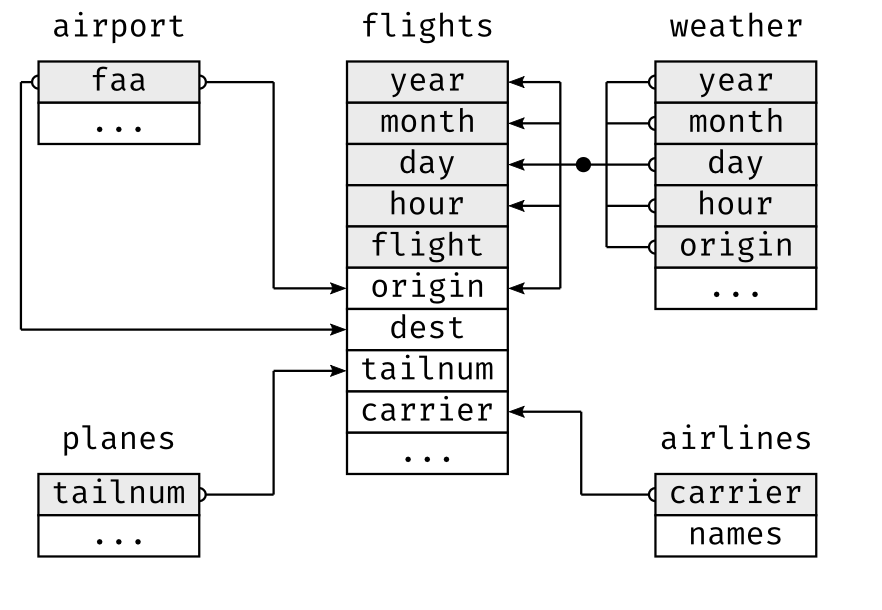 airport
faa
...
flights
year
month
day
hour
flight
origin
dest
tailnum
carrier
...
weather
year
month
day
hour
origin
...
planes
tailnum
...
airlines
carrier
names